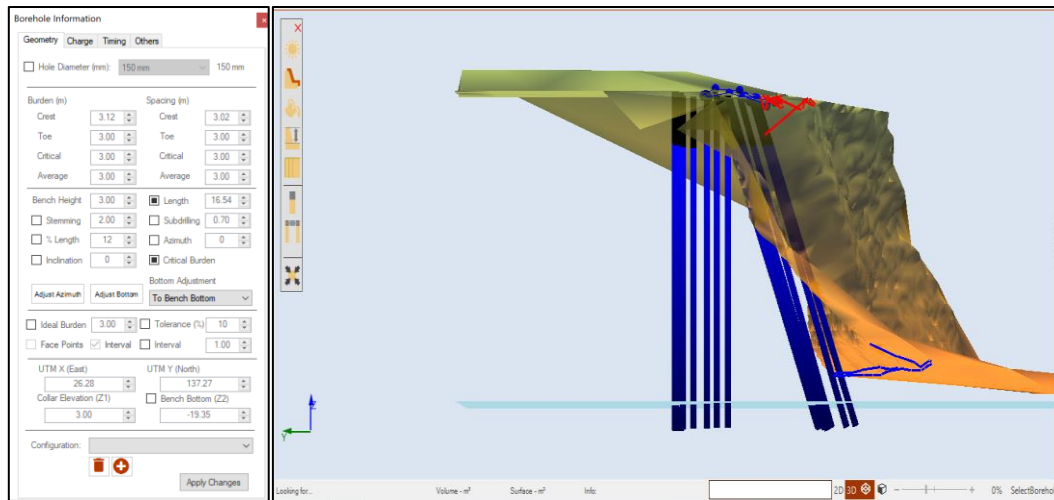 Borehole Information
x
Geometry Charge Timing Others
Hole Diameter (mm): 150 mm 150 mm
Burden (m) Spacing (m)
Crest 3.12 Crest 3.02
Toe 3.00 Toe 3.00
Critical 3.00 Critical 3.00
Average 3.00 Average 3.00
Bench Height 3.00 Length 16.54
Stemming 2.00 Subdrilling 0.70
% Length 12 Azimuth 0
Inclination 0 Critical Burden
Bottom Adjustment
Adjust Azimuth Adjust Bottom To Bench Bottom
Ideal Burden 3.00 Tolerance (%) 10
Face Points Interval Interval 1.00
UTM X (East) UTM Y (North)
26.28 137.27
Collar Elevation (Z1) Bench Bottom (Z2)
3.00 -19.35
Configuration:
Apply Changes
X
Z
Y
Looking for... Volume - m³ Surface - m² Info: 2D 3D 0% SelectBorehol